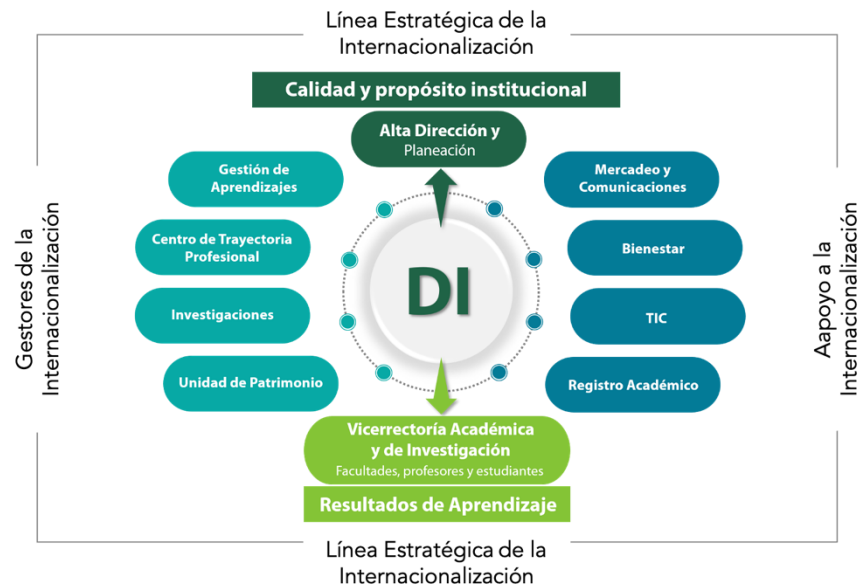 Línea Estratégica de la
Internacionalización
Calidad y propósito institucional
Alta Dirección y
Planeación
Gestores de la
Internacionalización
Gestión de
Aprendizajes
Centro de Trayectoria
Profesional
Investigaciones
Unidad de Patrimonio
DI
Mercadeo y
Comunicaciones
Bienestar
TIC
Registro Académico
Aapoyo a la
Internacionalización
Vicerrectoría Académica
y de Investigación
Facultades, profesores y estudiantes
Resultados de Aprendizaje
Línea Estratégica de la
Internacionalización